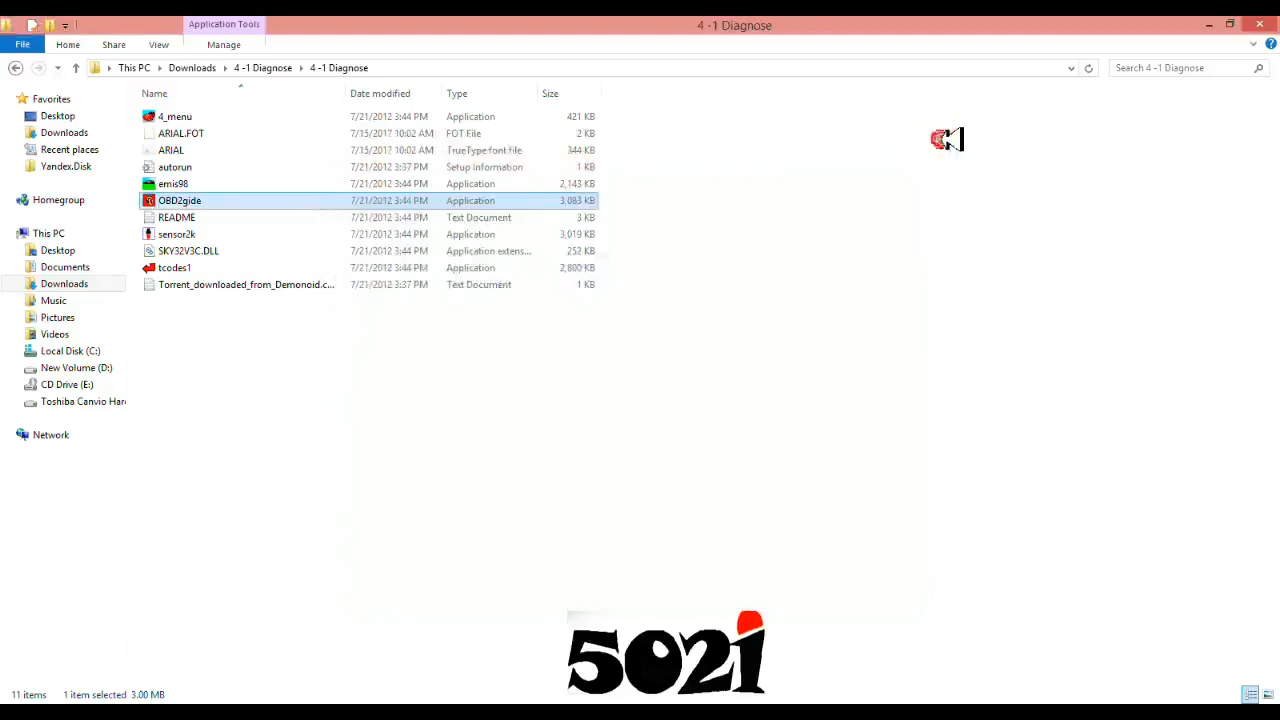 Application Tools
4 -1 Diagnose
File Home Share View Manage
This PC Downloads 4 -1 Diagnose 4 -1 Diagnose
Search 4 -1 Diagnose
Favorites
Desktop
Downloads
Recent places
Yandex.Disk
Homegroup
This PC
Desktop
Documents
Downloads
Music
Pictures
Videos
Local Disk (C:)
New Volume (D:)
CD Drive (E:)
Toshiba Canvio Har
Network
Name Date modified Type Size
4_menu 7/21/2012 3:44 PM Application 421 KB
ARIAL.FOT 7/15/2017 10:02 AM FOT File 2 KB
ARIAL 7/15/2017 10:02 AM TrueType font file 344 KB
autorun 7/21/2012 3:37 PM Setup Information 1 KB
emis98 7/21/2012 3:44 PM Application 2,143 KB
OBD2gide 7/21/2012 3:44 PM Application 3,083 KB
README 7/21/2012 3:44 PM Text Document 3 KB
sensor2k 7/21/2012 3:44 PM Application 3,019 KB
SKY32V3C.DLL 7/21/2012 3:44 PM Application extens... 252 KB
tcodes1 7/21/2012 3:44 PM Application 2,800 KB
Torrent_downloaded_from_Demonoid.c... 7/21/2012 3:37 PM Text Document 1 KB
502i
11 items 1 item selected 3.00 MB